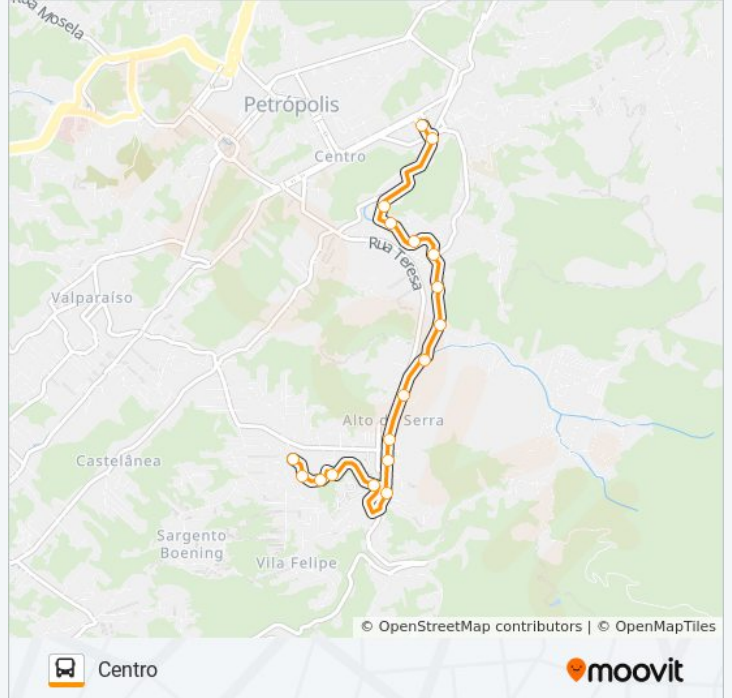 Rua Mosela
Petrópolis
Centro
Rua Teresa
Valparaíso
Alto da Serra
Castelânea
Sargento
Boening
Vila Felipe
© OpenStreetMap contributors | © OpenMapTiles
Centro
moovit